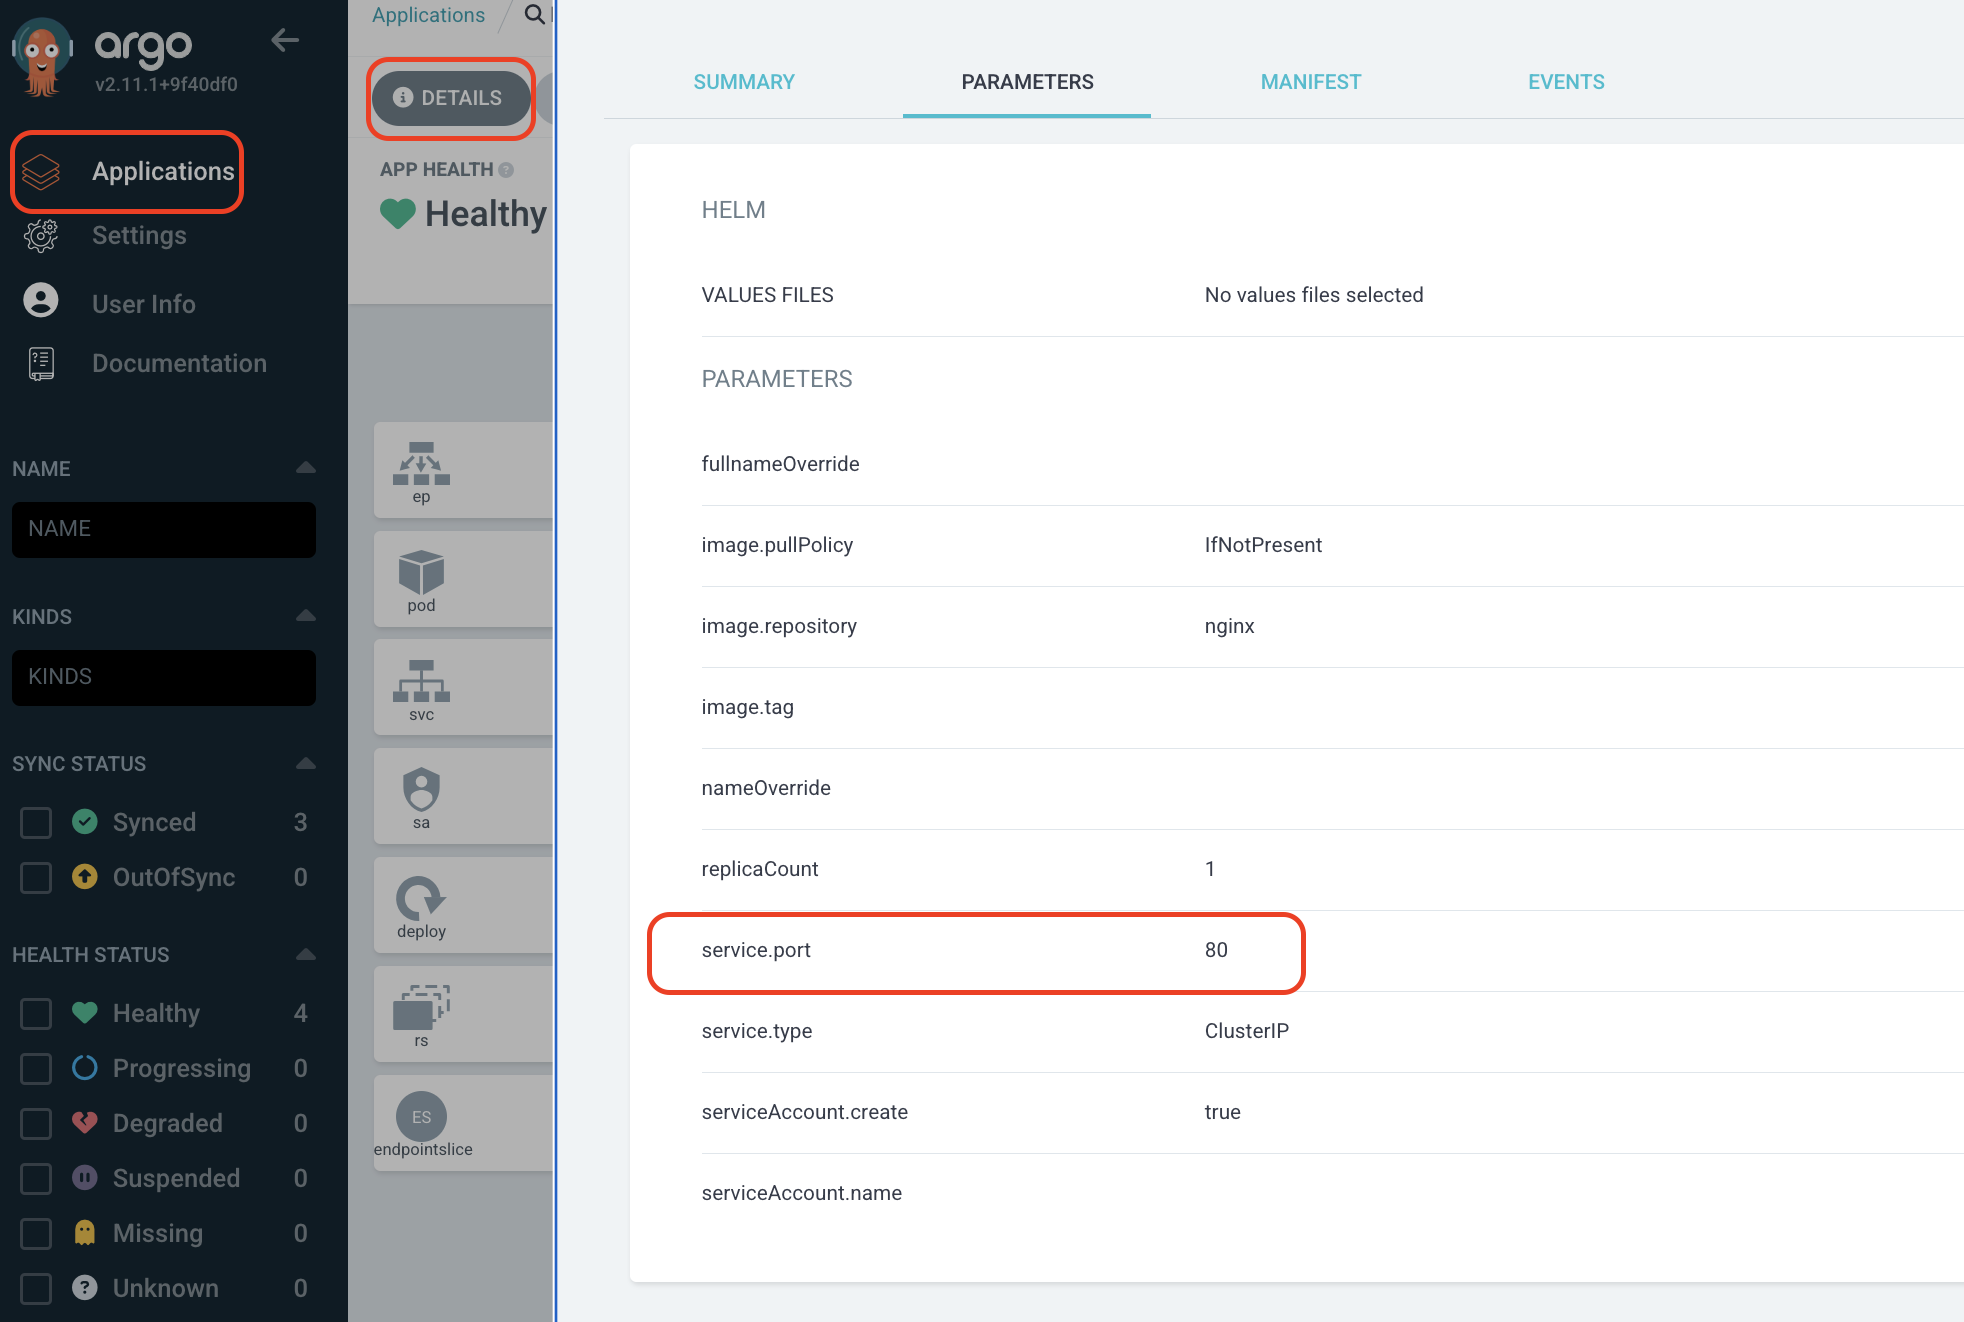 argo
v2.11.1+9f40df0
Applications
Settings
User Info
Documentation
NAME
NAME
KINDS
KINDS
SYNC STATUS
Synced 3
OutOfSync 0
HEALTH STATUS
Healthy 4
Progressing 0
Degraded 0
Suspended 0
Missing 0
? Unknown 0
Applications /
i DETAILS
APP HEALTH ?
Healthy
ep
pod
svc
sa
deploy
rs
ES
endpointslice
SUMMARY PARAMETERS MANIFEST EVENTS
HELM
VALUES FILES No values files selected
PARAMETERS
fullnameOverride
image.pullPolicy IfNotPresent
image.repository nginx
image.tag
nameOverride
replicaCount 1
service.port 80
service.type ClusterIP
serviceAccount.create true
serviceAccount.name